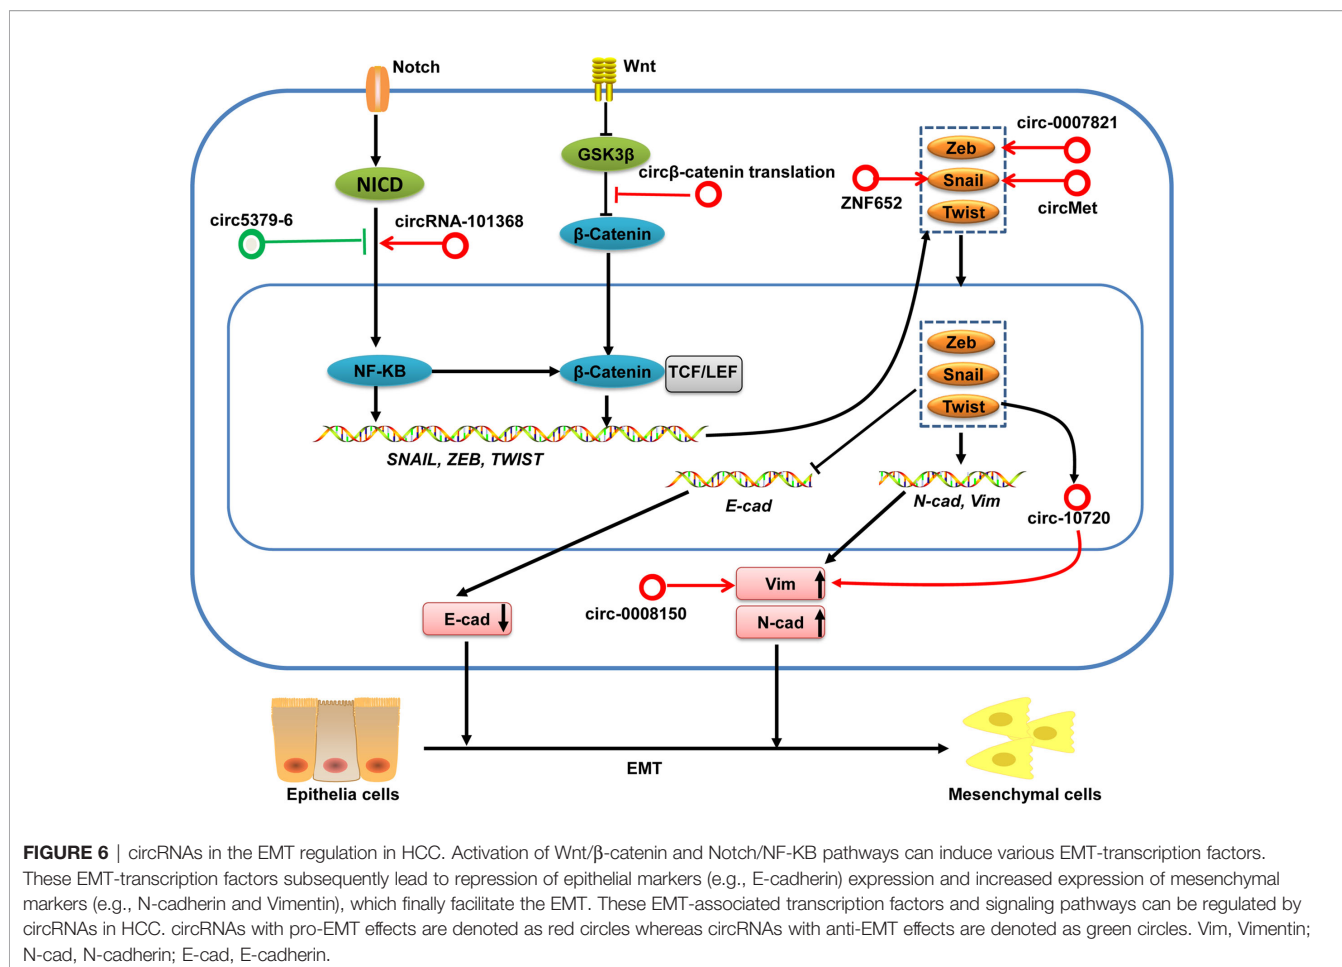 Notch
Wnt
circ-0007821
GSK3β
Zeb
circβ-catenin translation
NICD
Snail
ZNF652
circMet
circ5379-6
circRNA-101368
Twist
β-Catenin
Zeb
NF-KB
β-Catenin
TCF/LEF
Snail
Twist
SNAIL, ZEB, TWIST
E-cad
N-cad, Vim
circ-10720
Vim
circ-0008150
E-cad
N-cad
EMT
Epithelia cells
Mesenchymal cells
FIGURE 6 | circRNAs in the EMT regulation in HCC. Activation of Wnt/β-catenin and Notch/NF-KB pathways can induce various EMT-transcription factors.
These EMT-transcription factors subsequently lead to repression of epithelial markers (e.g., E-cadherin) expression and increased expression of mesenchymal
markers (e.g., N-cadherin and Vimentin), which finally facilitate the EMT. These EMT-associated transcription factors and signaling pathways can be regulated by
circRNAs in HCC. circRNAs with pro-EMT effects are denoted as red circles whereas circRNAs with anti-EMT effects are denoted as green circles. Vim, Vimentin;
N-cad, N-cadherin; E-cad, E-cadherin.